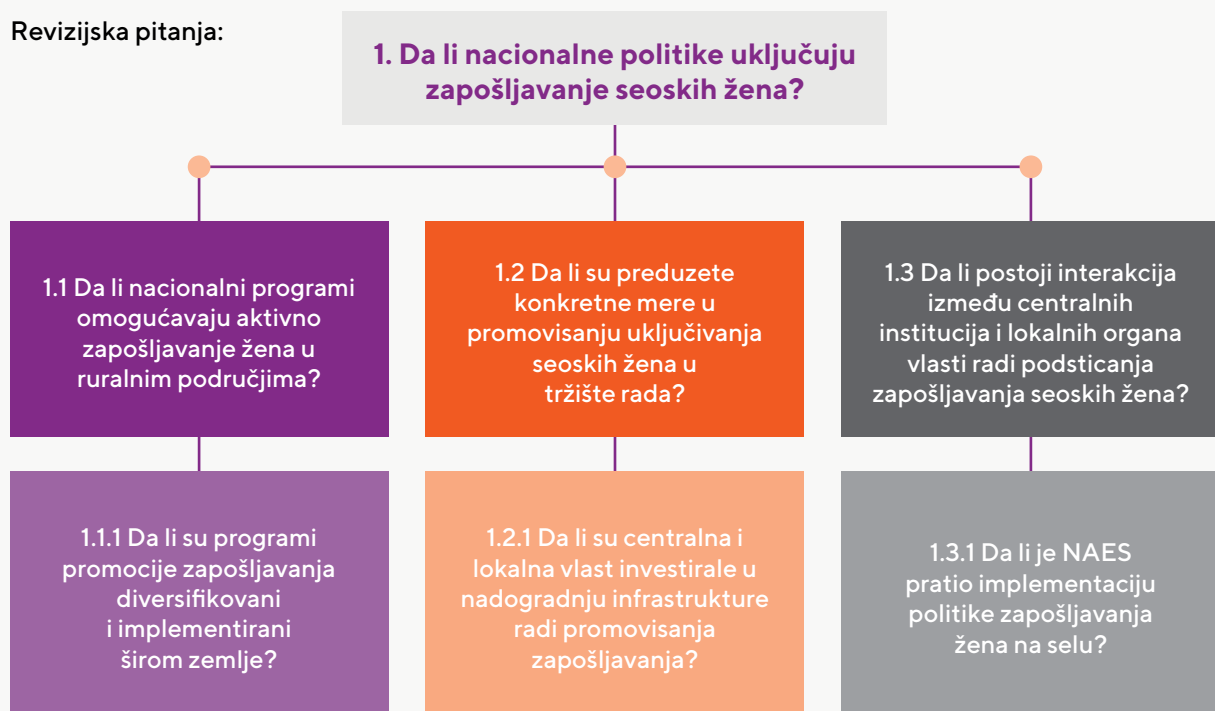 Revizijska pitanja:
1. Da li nacionalne politike uključuju
zapošljavanje seoskih žena?
1.1 Da li nacionalni programi
omogućavaju aktivno
zapošljavanje žena u
ruralnim područjima?
1.2 Da li su preduzete
konkretne mere u
promovisanju uključivanja
seoskih žena u
tržište rada?
1.3 Da li postoji interakcija
između centralnih
institucija i lokalnih organa
vlasti radi podsticanja
zapošljavanja seoskih žena?
1.1.1 Da li su programi
promocije zapošljavanja
diversifikovani
i implementirani
širom zemlje?
1.2.1 Da li su centralna i
lokalna vlast investirale u
nadogradnju infrastrukture
radi promovisanja
zapošljavanja?
1.3.1 Da li je NAES
pratio implementaciju
politike zapošljavanja
žena na selu?